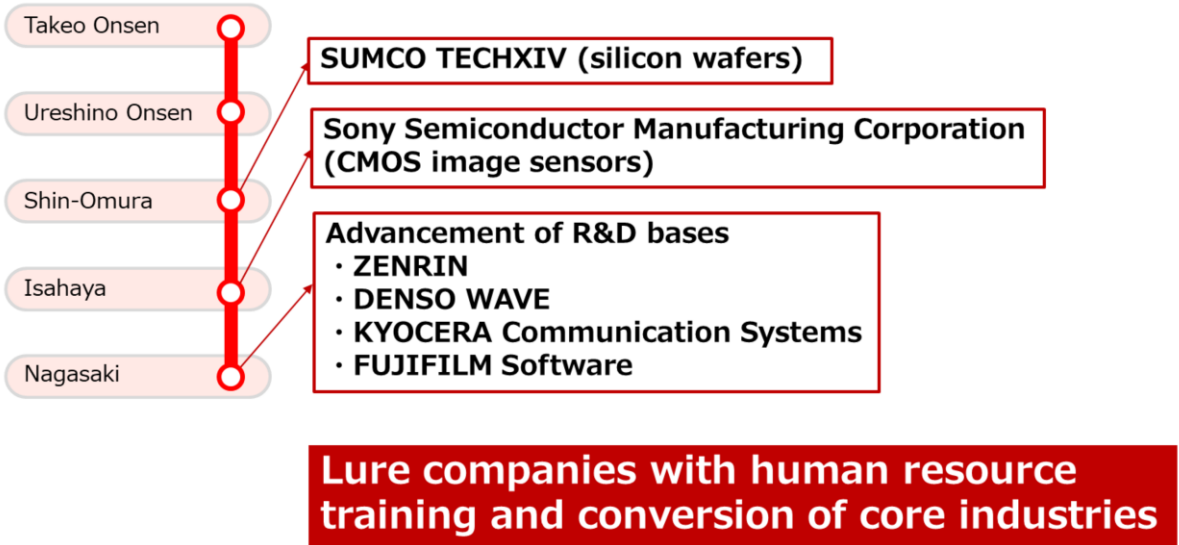 Takeo Onsen
Ureshino Onsen
Shin-Omura
Isahaya
Nagasaki
SUMCO TECHXIV (silicon wafers)
Sony Semiconductor Manufacturing Corporation
(CMOS image sensors)
Advancement of R&D bases
・ZENRIN
・DENSO WAVE
・KYOCERA Communication Systems
・FUJIFILM Software
Lure companies with human resource
training and conversion of core industries